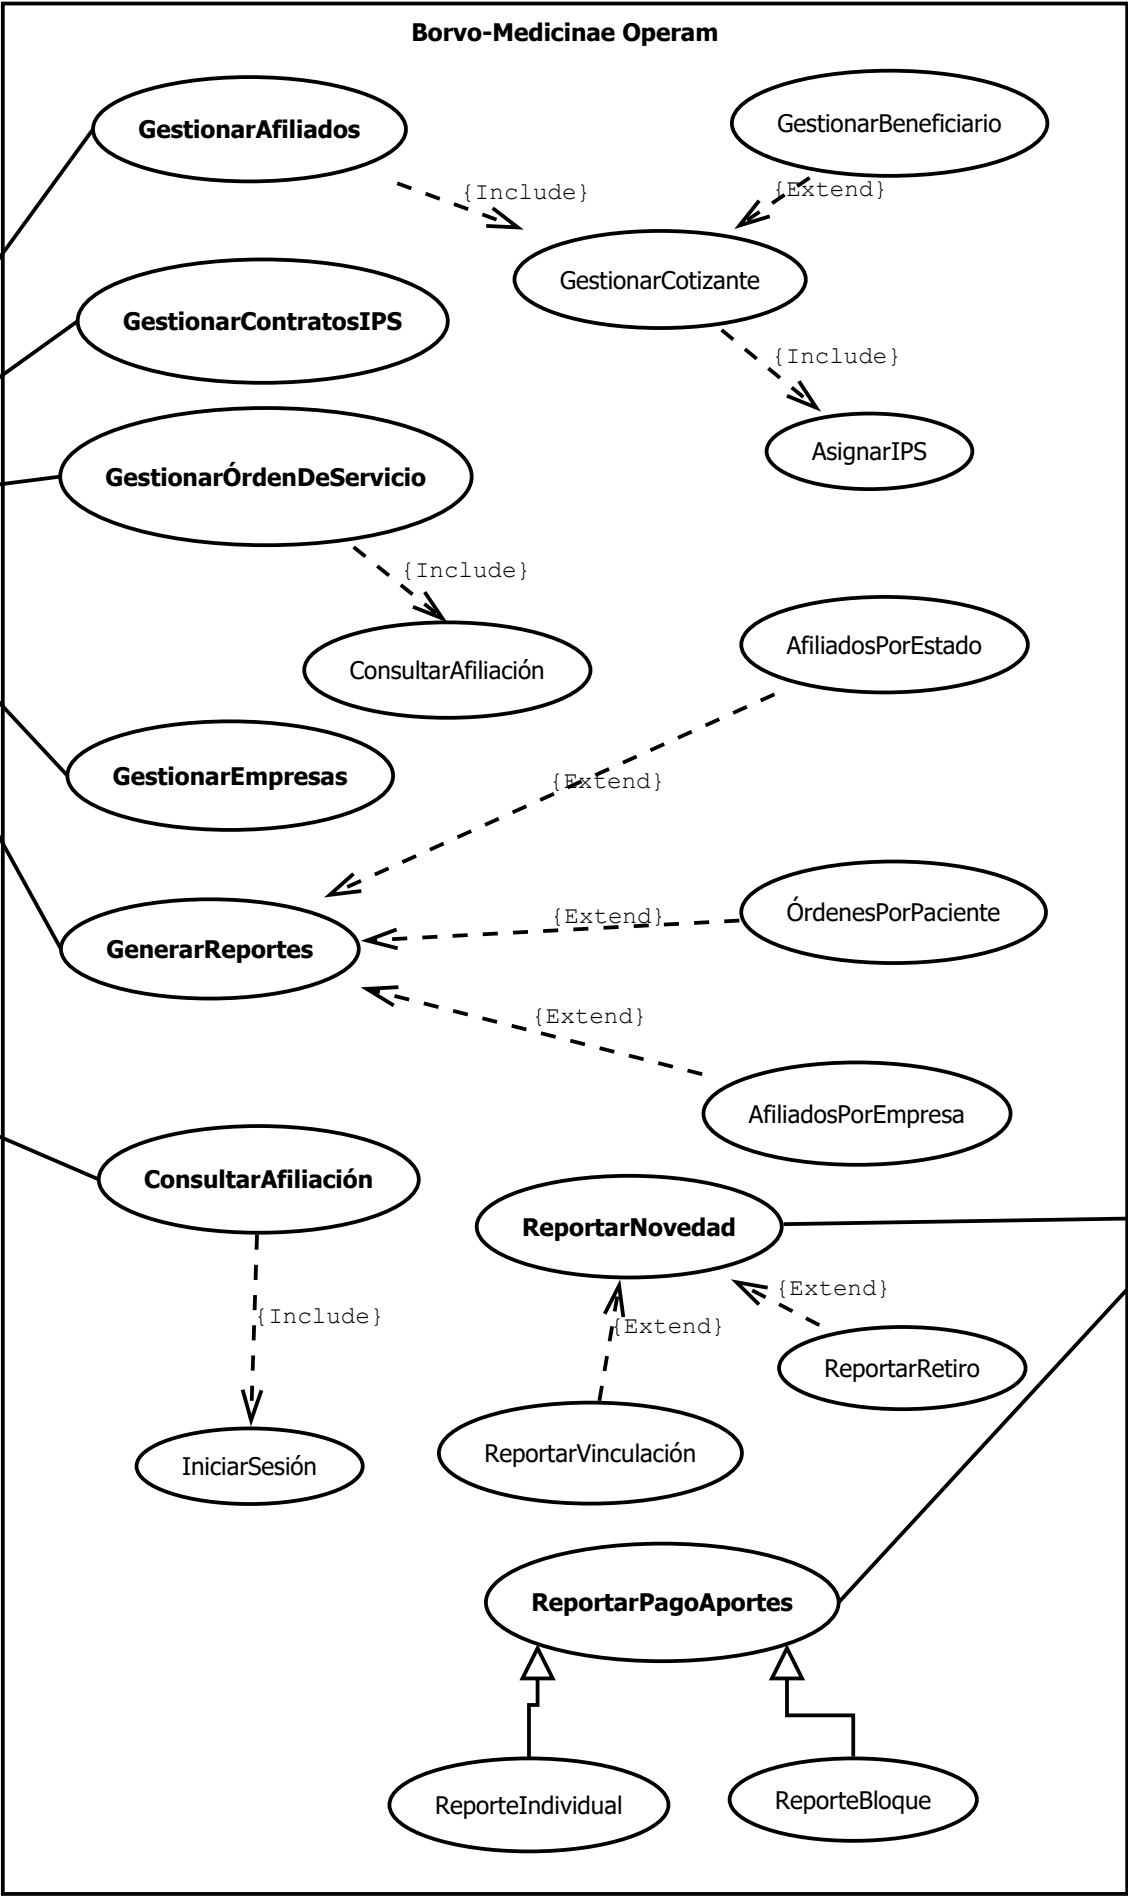 Borvo-Medicinae Operam
GestionarAfiliados
GestionarBeneficiario
{Include}
{Extend}
GestionarCotizante
GestionarContratosIPS
{Include}
AsignarIPS
GestionarÓrdenDeServicio
{Include}
ConsultarAfiliación
AfiliadosPorEstado
GestionarEmpresas
{Extend}
ÓrdenesPorPaciente
{Extend}
GenerarReportes
{Extend}
AfiliadosPorEmpresa
ConsultarAfiliación
ReportarNovedad
{Extend}
{Include}
{Extend}
ReportarRetiro
ReportarVinculación
IniciarSesión
ReportarPagoAportes
ReporteIndividual
ReporteBloque